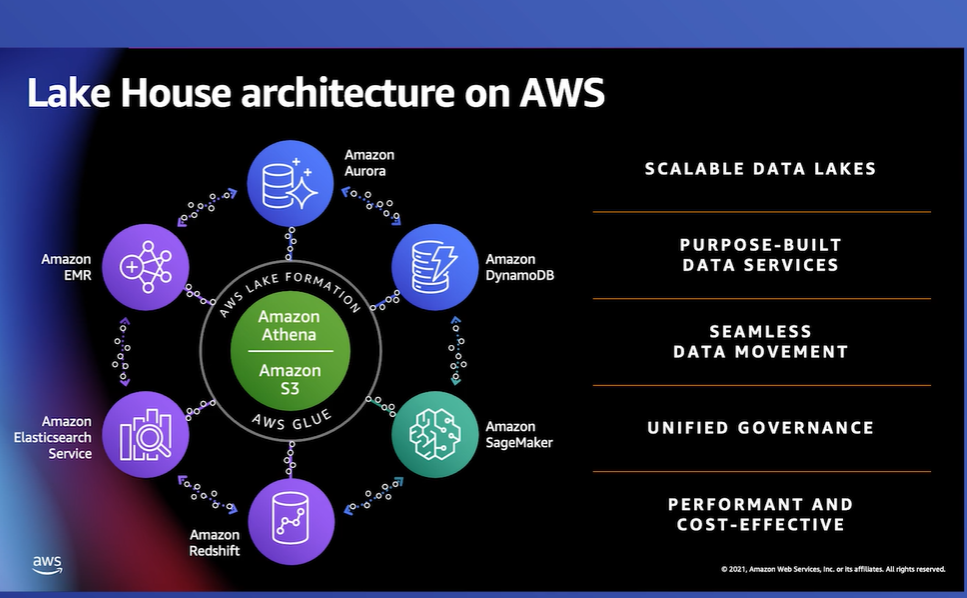 Lake House architecture on AWS
Amazon
Aurora
Amazon
DynamoDB
Amazon
SageMaker
Amazon
Redshift
Amazon
Elasticsearch
Service
Amazon
EMR
AWS LAKE FORMATION
Amazon
Athena
Amazon
S3
AWS GLUE
SCALABLE DATA LAKES
PURPOSE-BUILT
DATA SERVICES
SEAMLESS
DATA MOVEMENT
UNIFIED GOVERNANCE
PERFORMANT AND
COST-EFFECTIVE
aws
© 2021, Amazon Web Services, Inc. or its affiliates. All rights reserved.